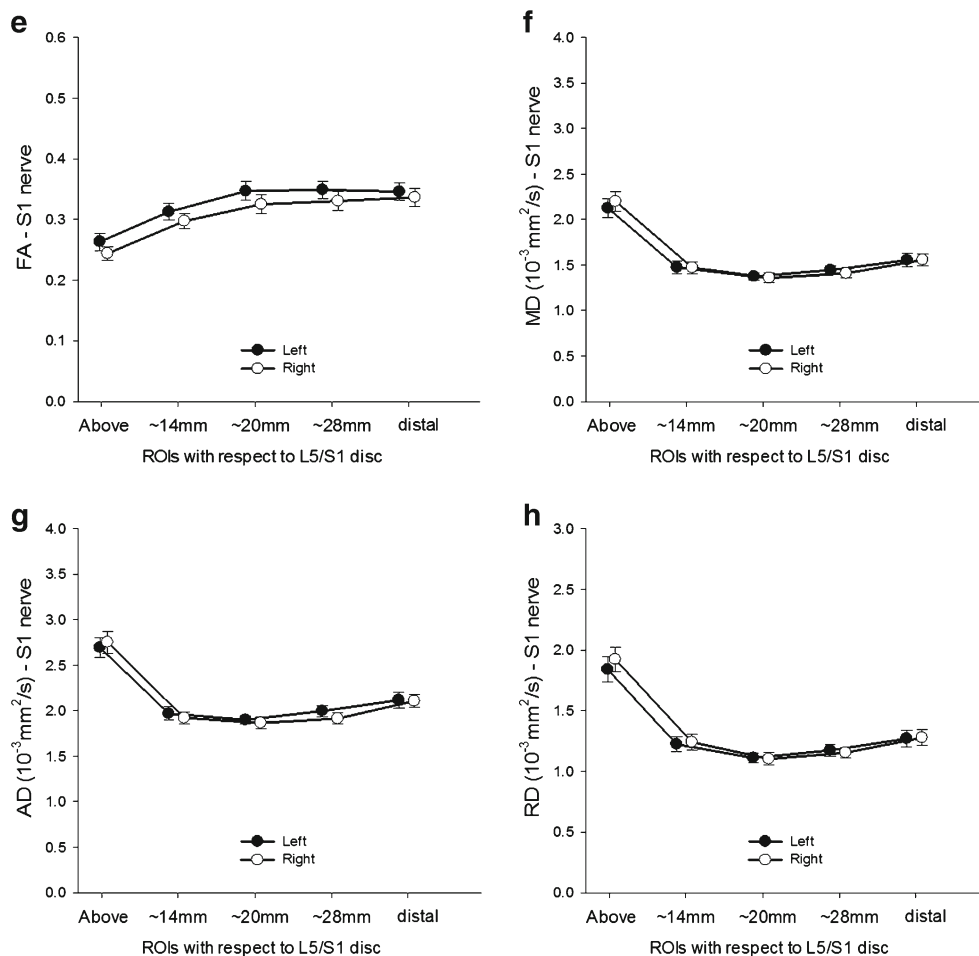 e
FA - S1 nerve
0.6
0.5
0.4
0.3
0.2
0.1
0.0
Left
Right
Above ~14mm ~20mm ~28mm distal
ROIs with respect to L5/S1 disc
f
MD (10⁻³mm²/s) - S1 nerve
4.0
3.5
3.0
2.5
2.0
1.5
1.0
0.5
0.0
Left
Right
Above ~14mm ~20mm ~28mm distal
ROIs with respect to L5/S1 disc
g
AD (10⁻³mm²/s) - S1 nerve
4.0
3.5
3.0
2.5
2.0
1.5
1.0
0.5
0.0
Left
Right
Above ~14mm ~20mm ~28mm distal
ROIs with respect to L5/S1 disc
h
RD (10⁻³mm²/s) - S1 nerve
3.0
2.5
2.0
1.5
1.0
0.5
0.0
Left
Right
Above ~14mm ~20mm ~28mm distal
ROIs with respect to L5/S1 disc